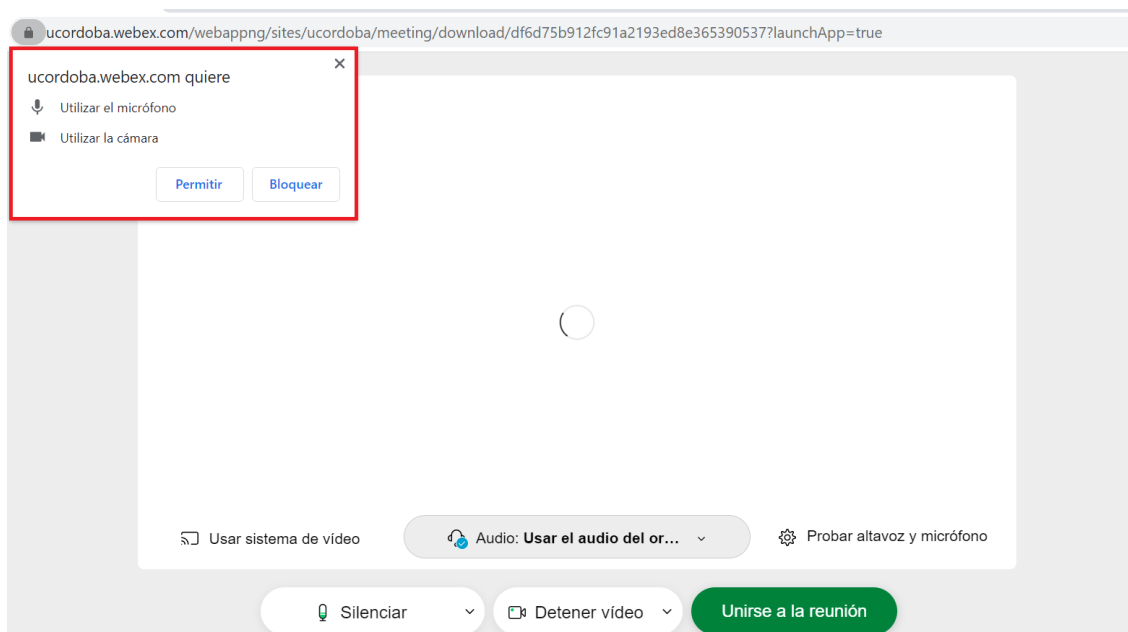 ucordoba.webex.com/webappng/sites/ucordoba/meeting/download/df6d75b912fc91a2193ed8e365390537?launchApp=true
ucordoba.webex.com quiere
Utilizar el micrófono
Utilizar la cámara
Permitir Bloquear
Usar sistema de vídeo Audio: Usar el audio del or... Probar altavoz y micrófono
Silenciar Detener vídeo Unirse a la reunión